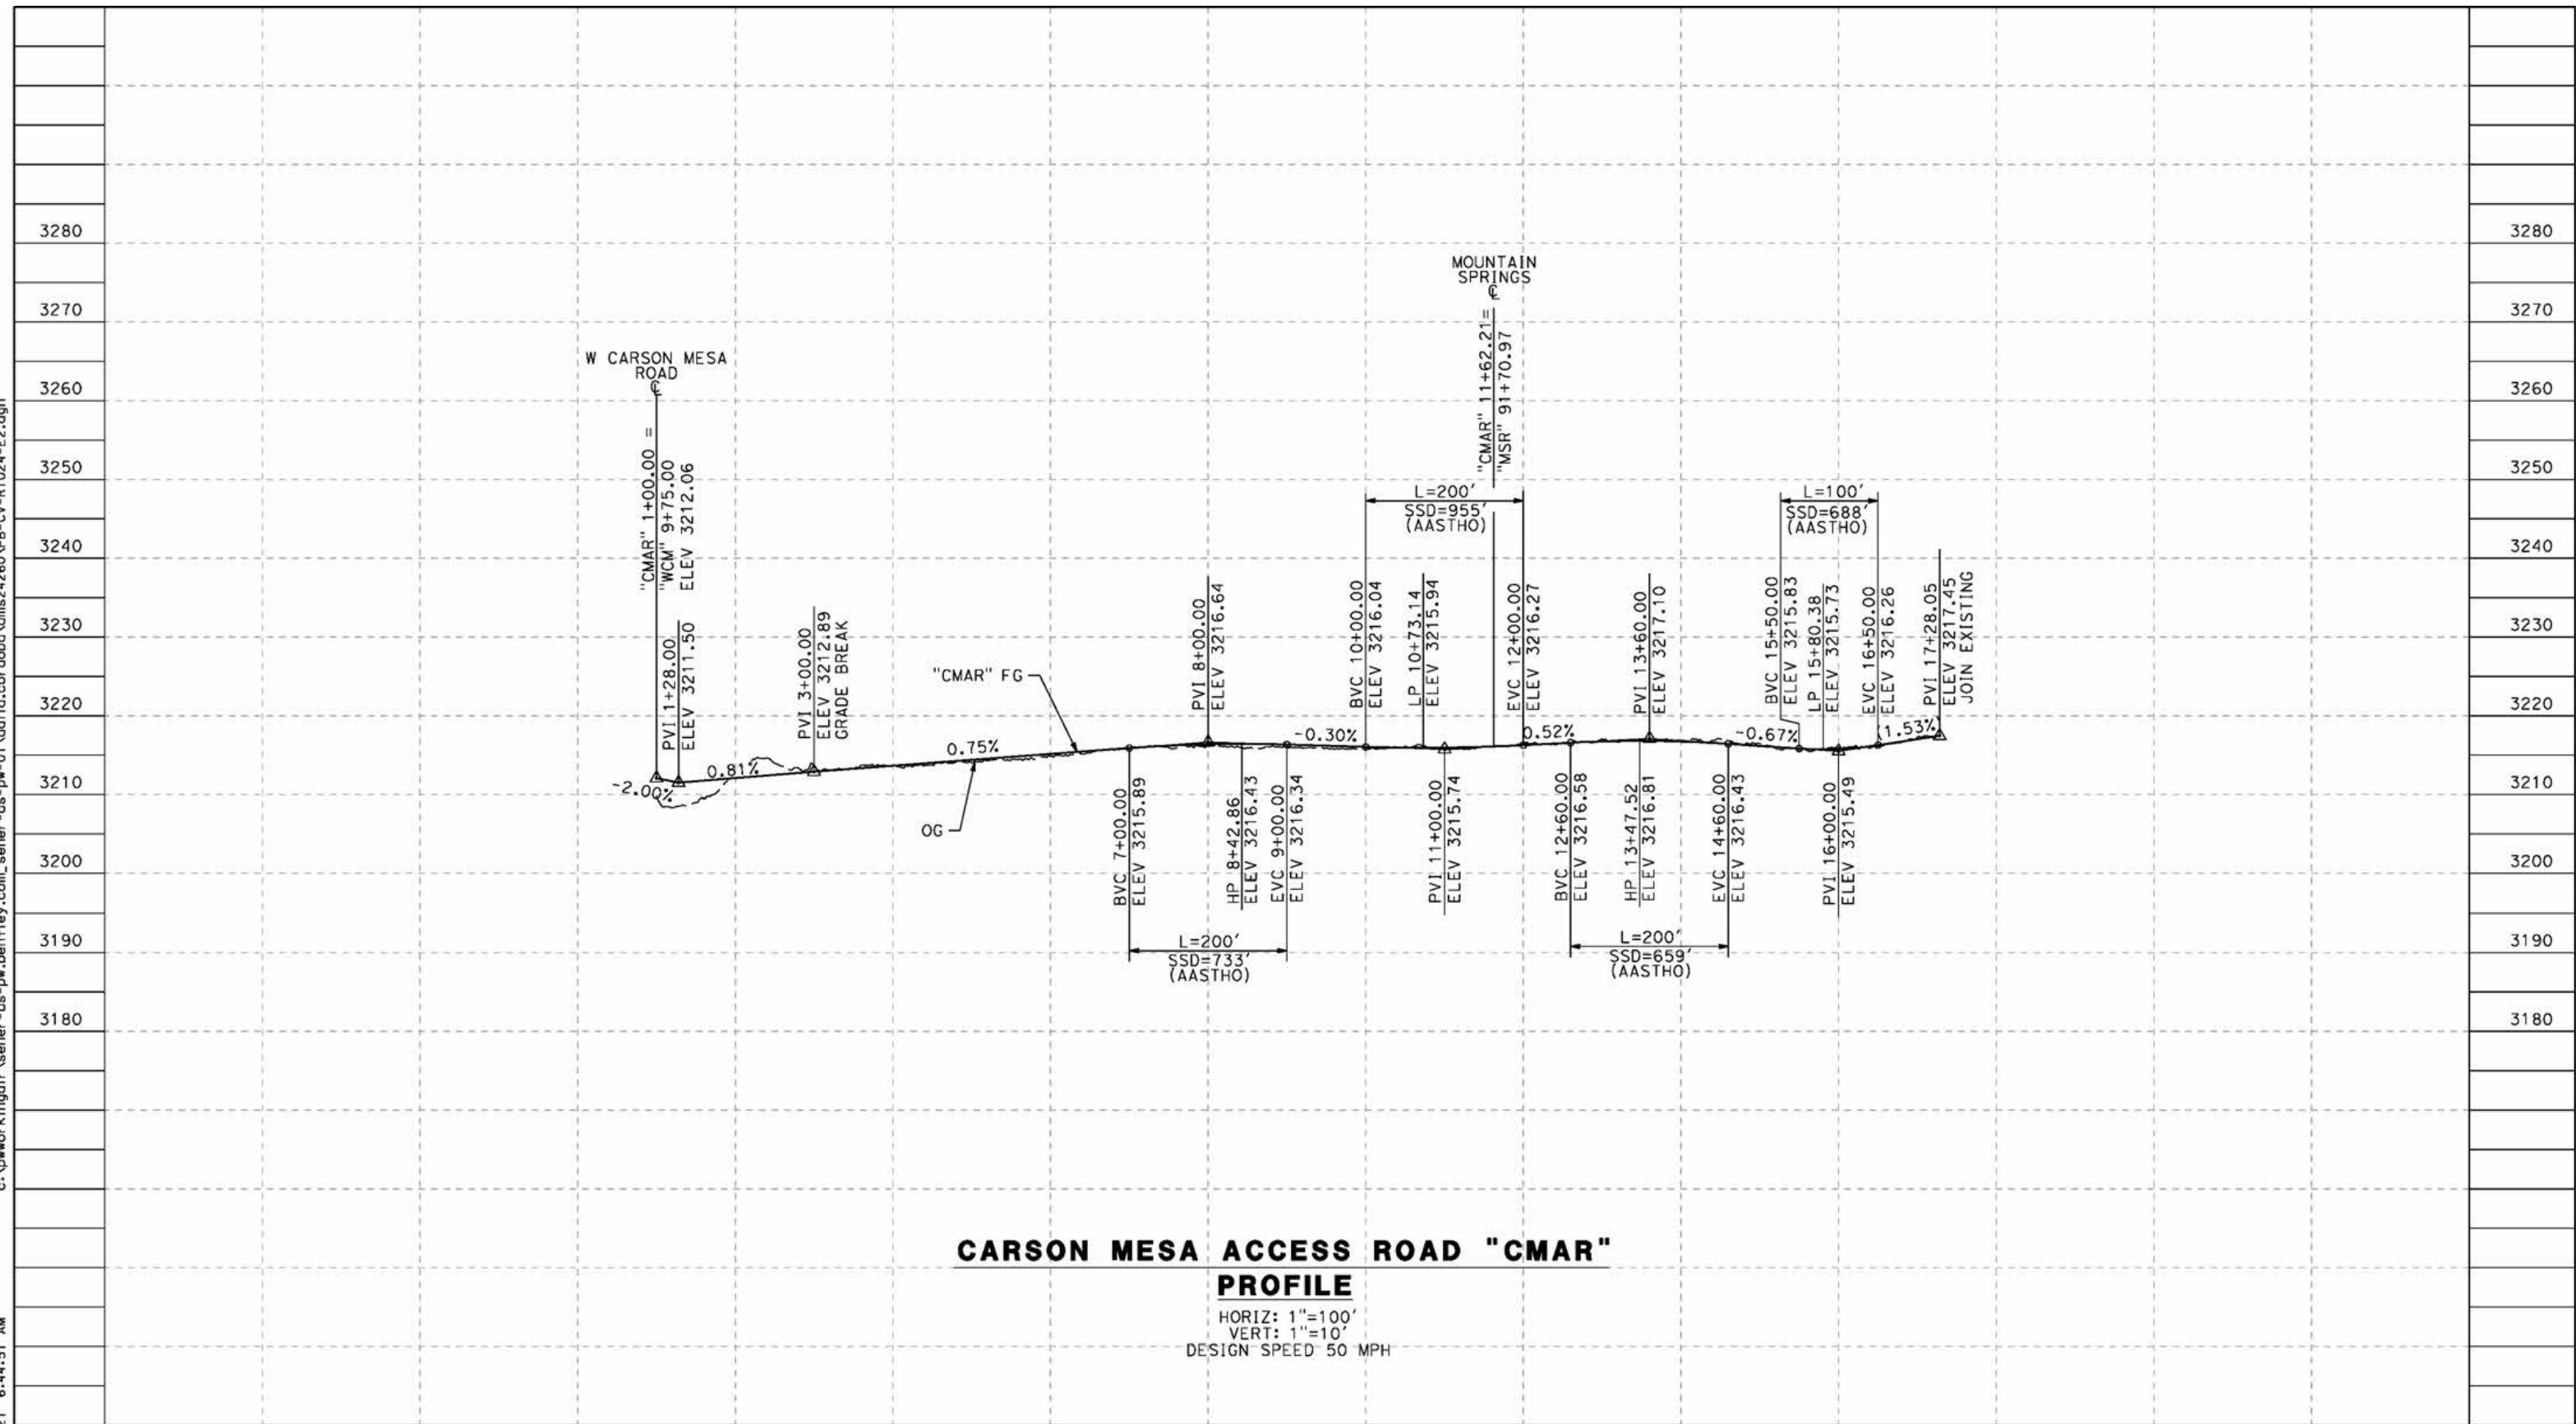 3280
3270
3260
3250
3240
3230
3220
3210
3200
3190
3180
W CARSON MESA
ROAD
℄
"CMAR" 1+00.00 =
"WCM" 9+75.00
ELEV 3212.06
PVI 1+28.00
ELEV 3211.50
-2.00%
0.81%
PVI 3+00.00
ELEV 3212.89
GRADE BREAK
"CMAR" FG
0.75%
OG
BVC 7+00.00
ELEV 3215.89
PVI 8+00.00
ELEV 3216.64
HP 8+42.86
ELEV 3216.43
EVC 9+00.00
ELEV 3216.34
L=200'
SSD=733'
(AASTHO)
-0.30%
BVC 10+00.00
ELEV 3216.04
LP 10+73.14
ELEV 3215.94
PVI 11+00.00
ELEV 3215.74
L=200'
SSD=955'
(AASTHO)
MOUNTAIN
SPRINGS
℄
"CMAR" 11+62.21=
"MSR" 91+70.97
EVC 12+00.00
ELEV 3216.27
0.52%
BVC 12+60.00
ELEV 3216.58
HP 13+47.52
ELEV 3216.81
PVI 13+60.00
ELEV 3217.10
EVC 14+60.00
ELEV 3216.43
L=200'
SSD=659'
(AASTHO)
-0.67%
BVC 15+50.00
ELEV 3215.83
LP 15+80.38
ELEV 3215.73
PVI 16+00.00
ELEV 3215.49
EVC 16+50.00
ELEV 3216.26
L=100'
SSD=688'
(AASTHO)
1.53%
PVI 17+28.05
ELEV 3217.45
JOIN EXISTING
3280
3270
3260
3250
3240
3230
3220
3210
3200
3190
3180
CARSON MESA ACCESS ROAD "CMAR"
PROFILE
HORIZ: 1"=100'
VERT: 1"=10'
DESIGN SPEED 50 MPH
AM